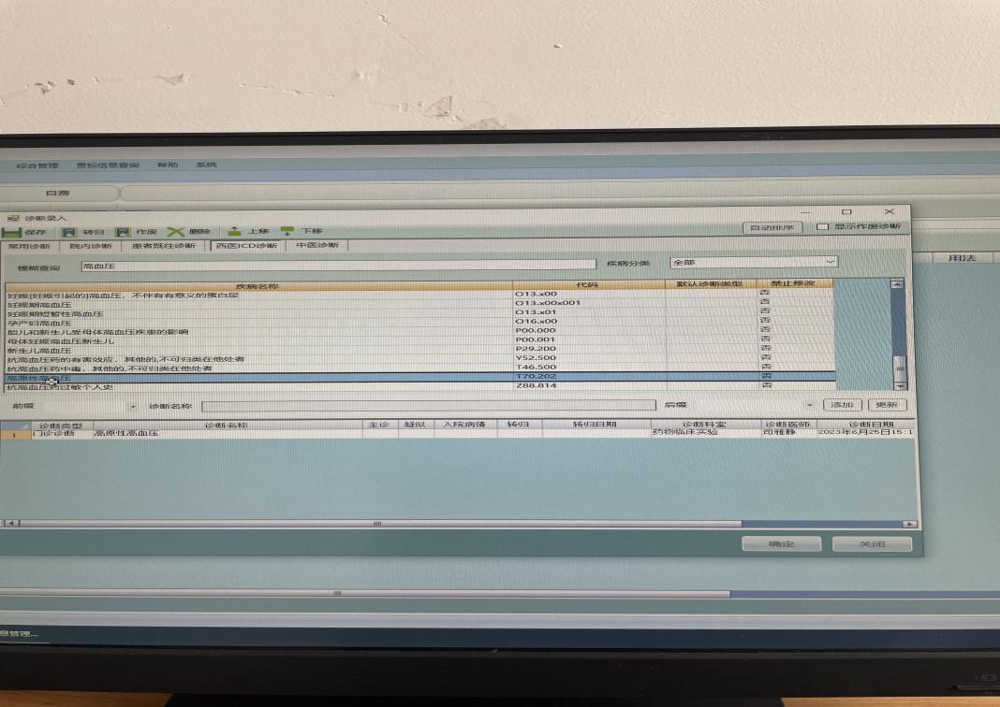 综合管理 贯标信息查询 帮助 系统
自费
诊断录入
保存 转归 作废 删除 上移 下移 自动排序 显示作废诊断
常用诊断 院内诊断 患者既往诊断 西医ICD诊断 中医诊断
用法
模糊查询 高血压 疾病分类 全部
疾病名称 代码 默认诊断类型 禁止修改
妊娠[妊娠引起的]高血压，不伴有有意义的蛋白尿 O13.x00 否
妊娠期高血压 O13.x00x001 否
妊娠期短暂性高血压 O13.x01 否
孕产妇高血压 O16.x00 否
胎儿和新生儿受母体高血压疾患的影响 P00.000 否
母体妊娠高血压新生儿 P00.001 否
新生儿高血压 P29.200 否
抗高血压药的有害效应，其他的,不可归类在他处者 Y52.500 否
抗高血压药中毒，其他的,不可归类在他处者 T46.500 否
高原性高血压 T70.202 否
抗高血压药过敏个人史 Z88.814 否
前缀 诊断名称 后缀 添加 更新
诊断类型 诊断名称 主诊 疑似 入院病情 转归 转归日期 诊断科室 诊断医师 诊断日期
1 门诊诊断 高原性高血压 药物临床实验 司雅静 2023年6月25日15:1
确定 关闭
息管理...